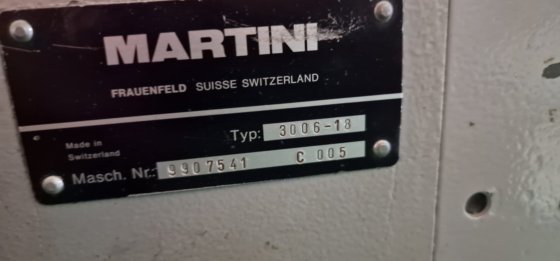 MARTINI
FRAUENFELD SUISSE SWITZERLAND
Typ: 3006-18
Made in
Switzerland
Masch. Nr.: 9907541 C 005